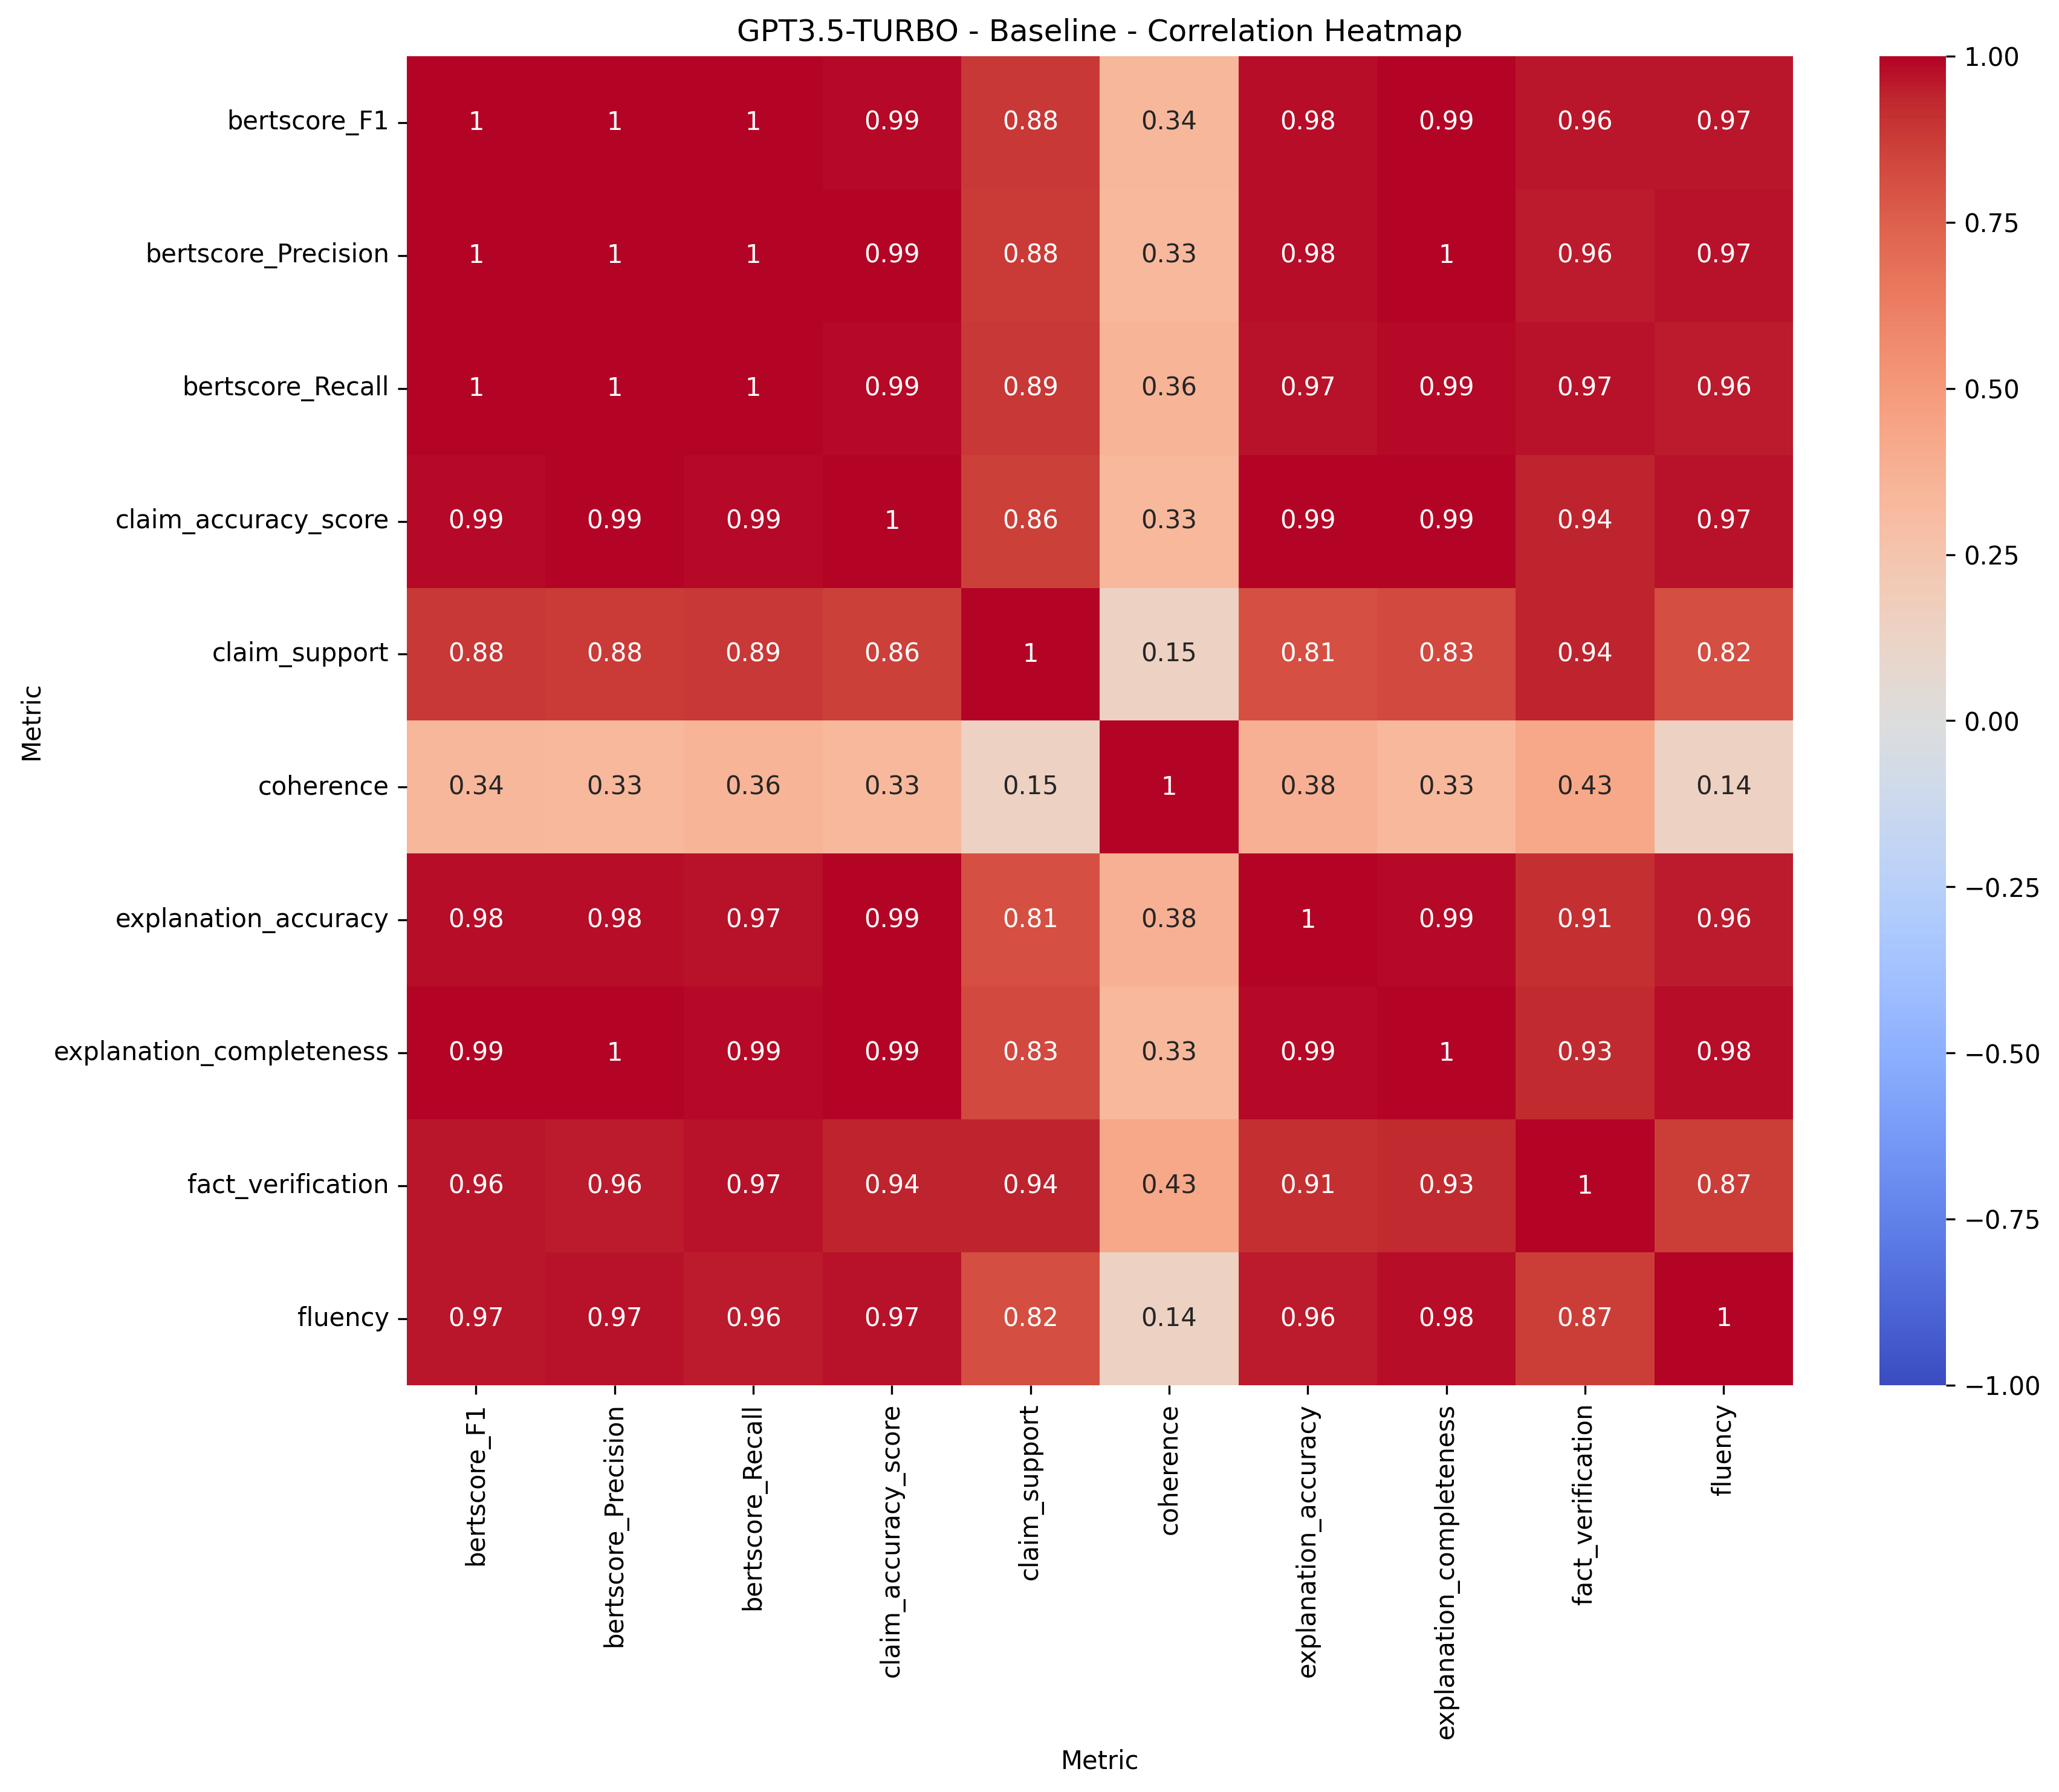 GPT3.5-TURBO - Baseline - Correlation Heatmap
Metric
bertscore_F1 1 1 1 0.99 0.88 0.34 0.98 0.99 0.96 0.97
bertscore_Precision 1 1 1 0.99 0.88 0.33 0.98 1 0.96 0.97
bertscore_Recall 1 1 1 0.99 0.89 0.36 0.97 0.99 0.97 0.96
claim_accuracy_score 0.99 0.99 0.99 1 0.86 0.33 0.99 0.99 0.94 0.97
claim_support 0.88 0.88 0.89 0.86 1 0.15 0.81 0.83 0.94 0.82
coherence 0.34 0.33 0.36 0.33 0.15 1 0.38 0.33 0.43 0.14
explanation_accuracy 0.98 0.98 0.97 0.99 0.81 0.38 1 0.99 0.91 0.96
explanation_completeness 0.99 1 0.99 0.99 0.83 0.33 0.99 1 0.93 0.98
fact_verification 0.96 0.96 0.97 0.94 0.94 0.43 0.91 0.93 1 0.87
fluency 0.97 0.97 0.96 0.97 0.82 0.14 0.96 0.98 0.87 1
bertscore_F1
bertscore_Precision
bertscore_Recall
claim_accuracy_score
claim_support
coherence
explanation_accuracy
explanation_completeness
fact_verification
fluency
Metric
1.00
0.75
0.50
0.25
0.00
−0.25
−0.50
−0.75
−1.00